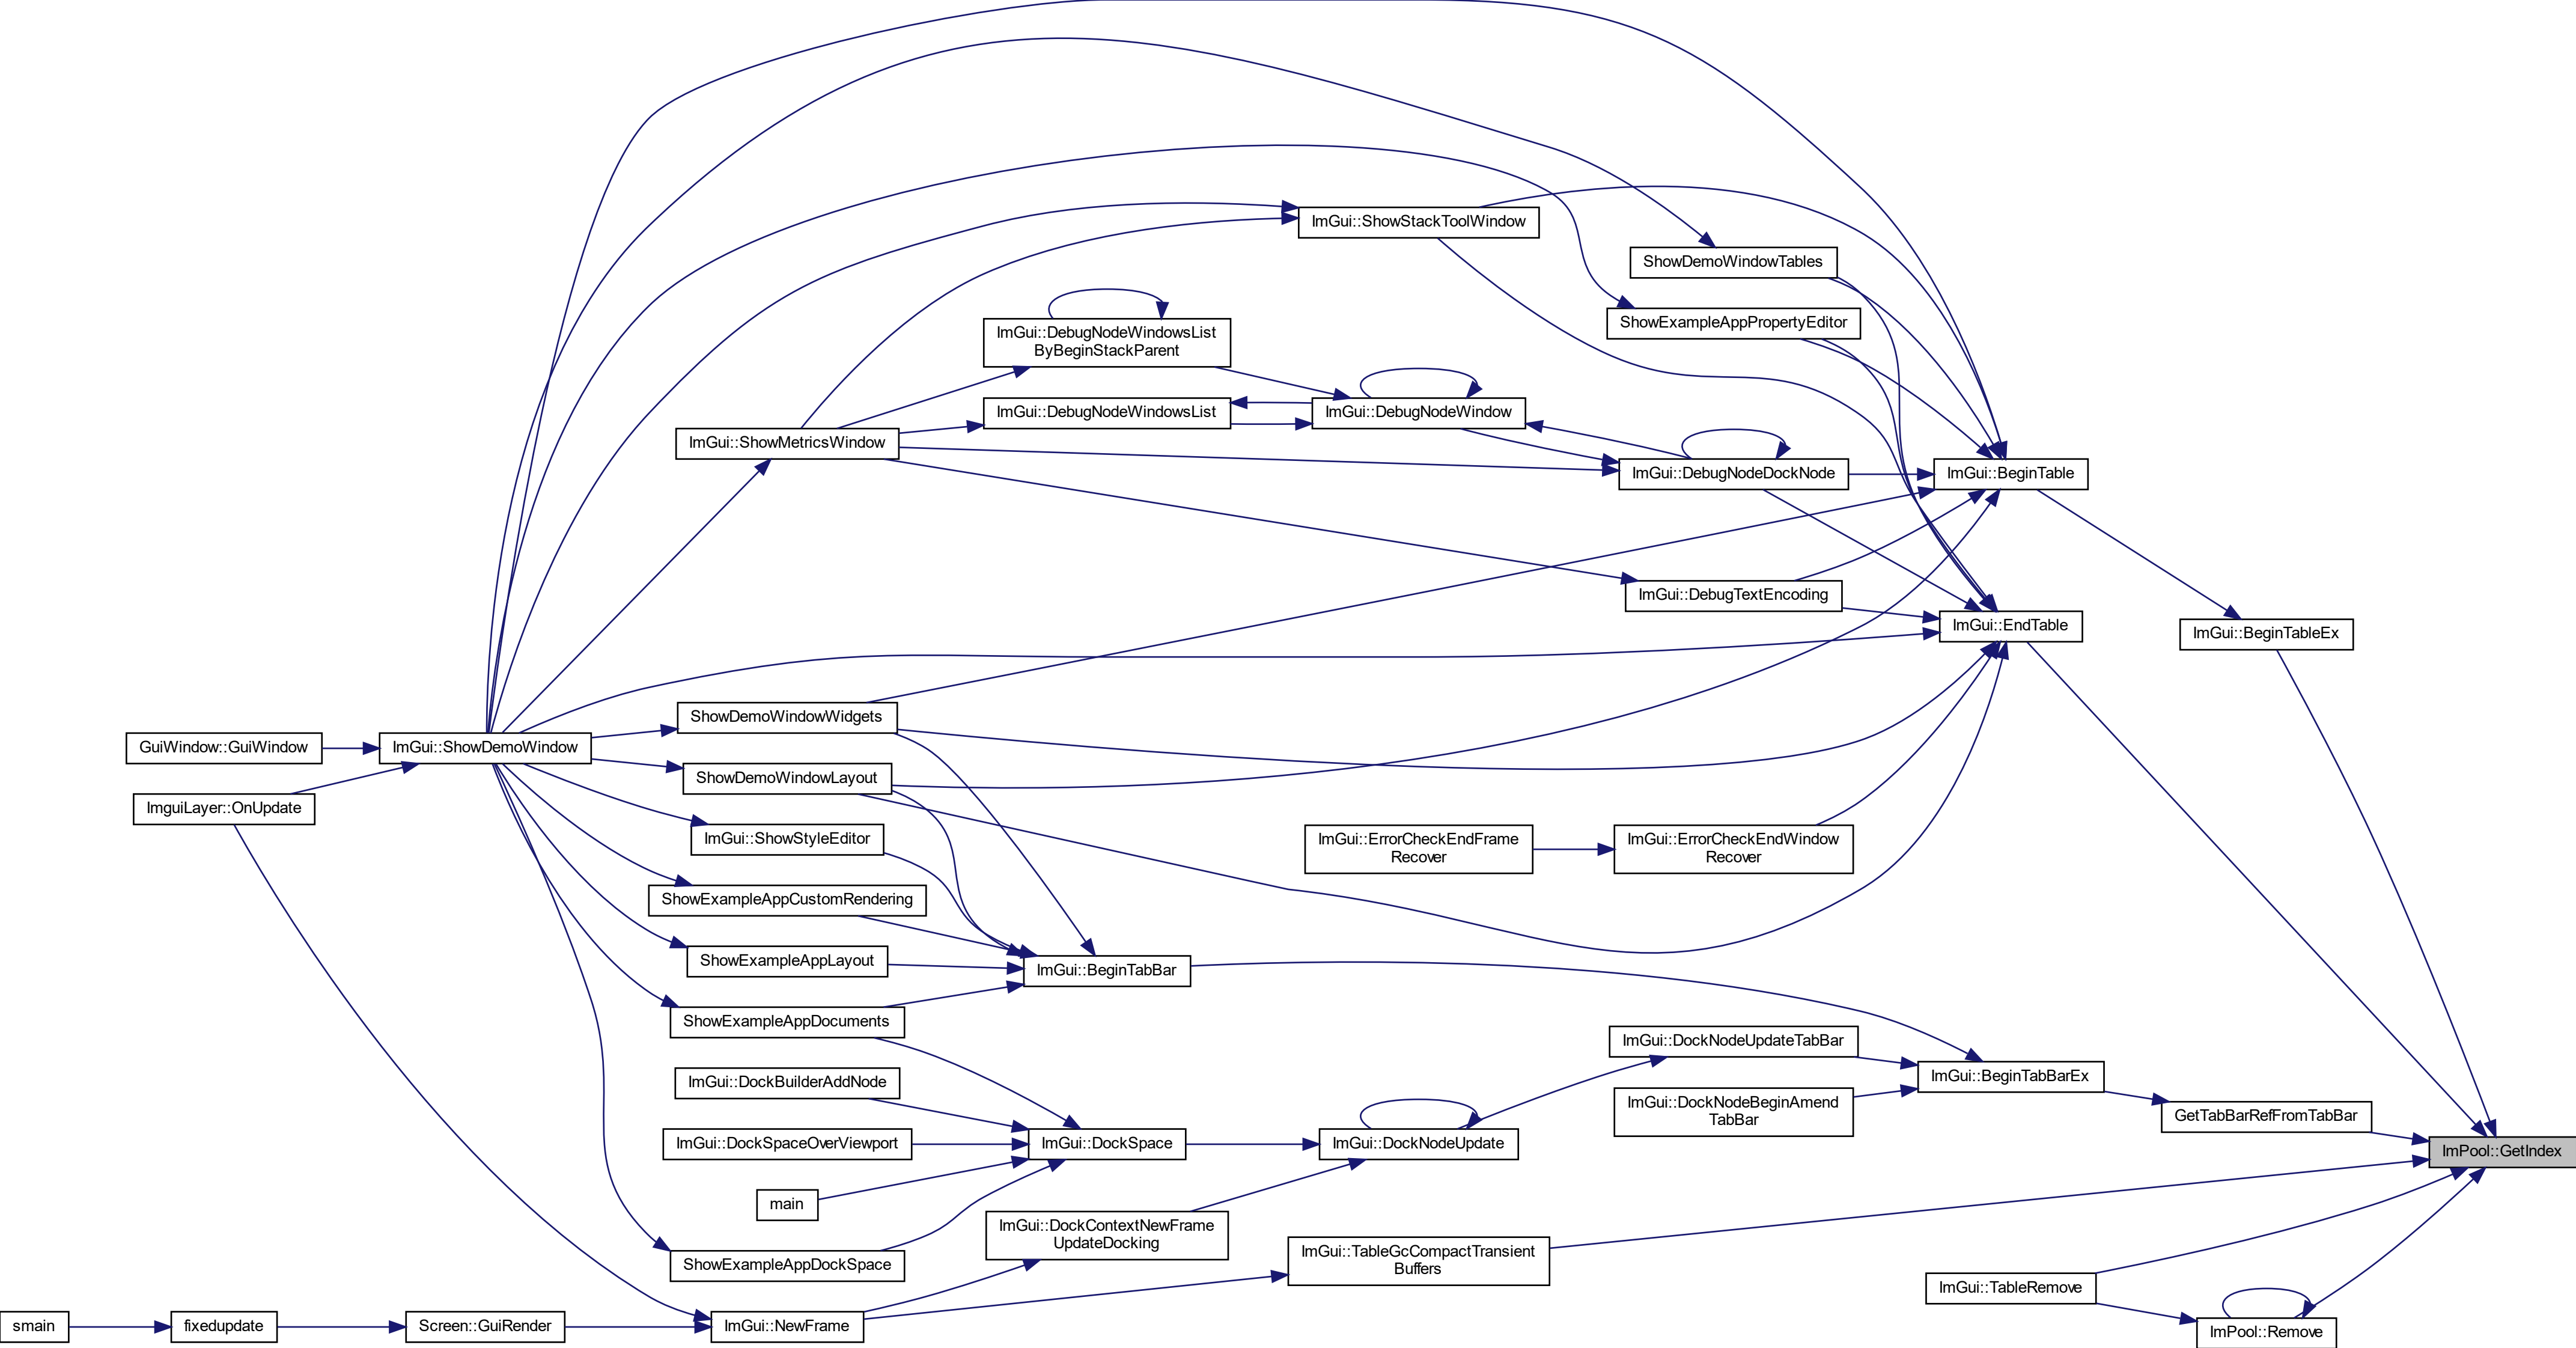 ImGui::ShowStackToolWindow
ShowDemoWindowTables
ShowExampleAppPropertyEditor
ImGui::DebugNodeWindowsList
ByBeginStackParent
ImGui::DebugNodeWindowsList
ImGui::DebugNodeWindow
ImGui::ShowMetricsWindow
ImGui::DebugNodeDockNode
ImGui::BeginTable
ImGui::DebugTextEncoding
ImGui::EndTable
ImGui::BeginTableEx
ShowDemoWindowWidgets
GuiWindow::GuiWindow
ImGui::ShowDemoWindow
ShowDemoWindowLayout
ImguiLayer::OnUpdate
ImGui::ShowStyleEditor
ImGui::ErrorCheckEndFrame
Recover
ImGui::ErrorCheckEndWindow
Recover
ShowExampleAppCustomRendering
ShowExampleAppLayout
ImGui::BeginTabBar
ShowExampleAppDocuments
ImGui::DockNodeUpdateTabBar
ImGui::DockBuilderAddNode
ImGui::BeginTabBarEx
ImGui::DockNodeBeginAmend
TabBar
GetTabBarRefFromTabBar
ImGui::DockSpaceOverViewport
ImGui::DockSpace
ImGui::DockNodeUpdate
ImPool::GetIndex
main
ImGui::DockContextNewFrame
UpdateDocking
ImGui::TableGcCompactTransient
Buffers
ShowExampleAppDockSpace
ImGui::TableRemove
smain
fixedupdate
Screen::GuiRender
ImGui::NewFrame
ImPool::Remove